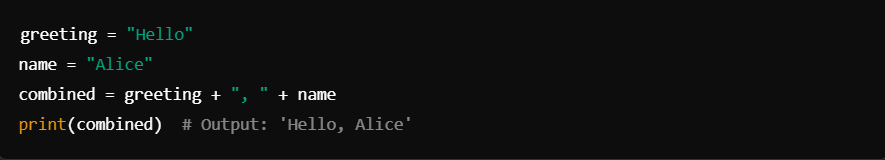 greeting = "Hello"
name = "Alice"
combined = greeting + ", " + name
print(combined)  # Output: 'Hello, Alice'